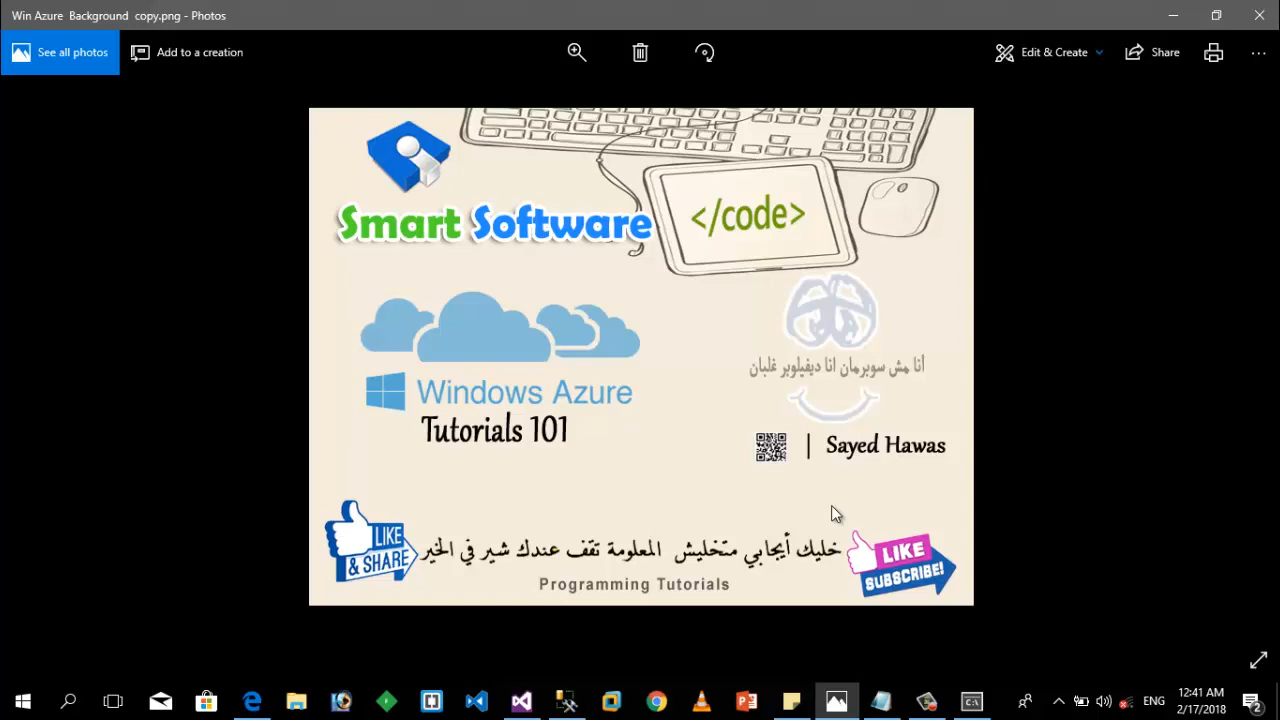 Win Azure Background copy.png - Photos
See all photos
Add to a creation
Edit & Create
Share
Smart Software
</code>
Windows Azure
Tutorials 101
أنا مش سوبرمان انا ديفيلوبر غلبان
| Sayed Hawas
LIKE
& SHARE
خليك أيجابي متخليش المعلومة تقف عندك شير في الخير
LIKE
SUBSCRIBE!
Programming Tutorials
ENG
12:41 AM
2/17/2018
2